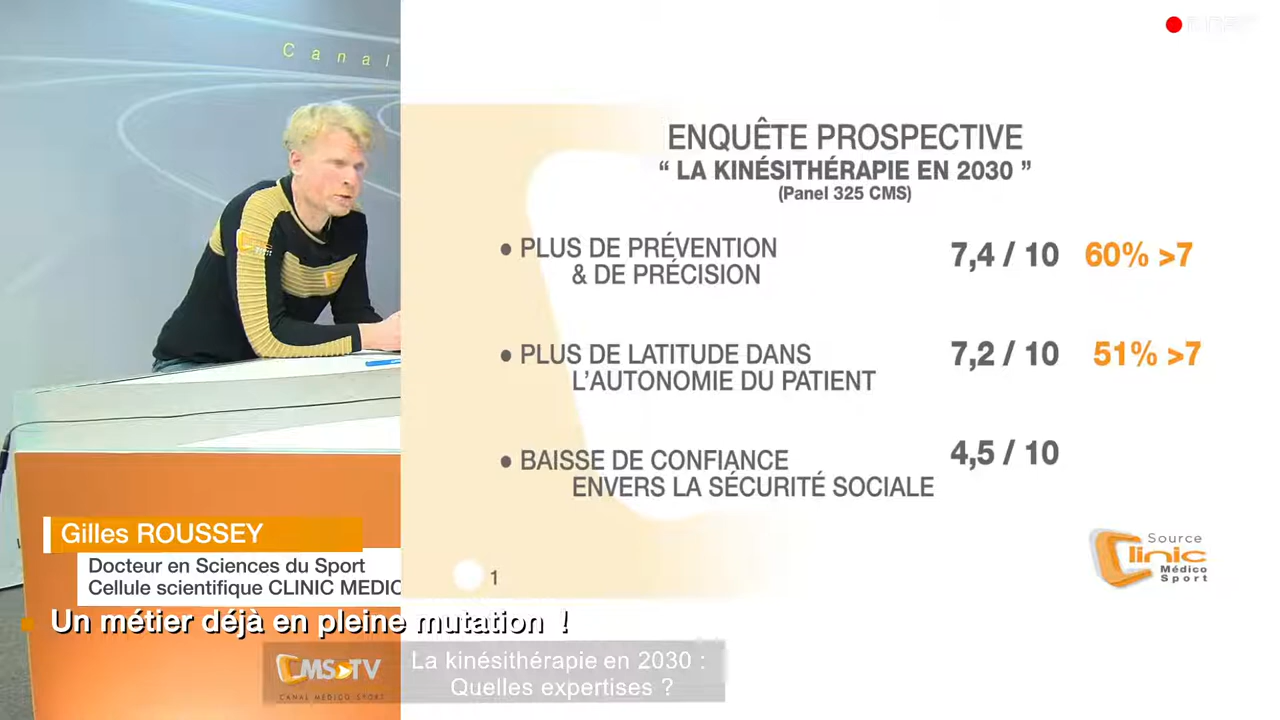 Canal
ENQUÊTE PROSPECTIVE
“ LA KINÉSITHÉRAPIE EN 2030 ”
(Panel 325 CMS)
• PLUS DE PRÉVENTION
& DE PRÉCISION
7,4 / 10 60% >7
• PLUS DE LATITUDE DANS
L’AUTONOMIE DU PATIENT
7,2 / 10 51% >7
• BAISSE DE CONFIANCE
ENVERS LA SÉCURITÉ SOCIALE
4,5 / 10
Source
Clinic
Médico
Sport
1
Gilles ROUSSEY
Docteur en Sciences du Sport
Cellule scientifique CLINIC MEDIC
Un métier déjà en pleine mutation !
CMS TV
CANAL MEDICO SPORT
La kinésithérapie en 2030 :
Quelles expertises ?